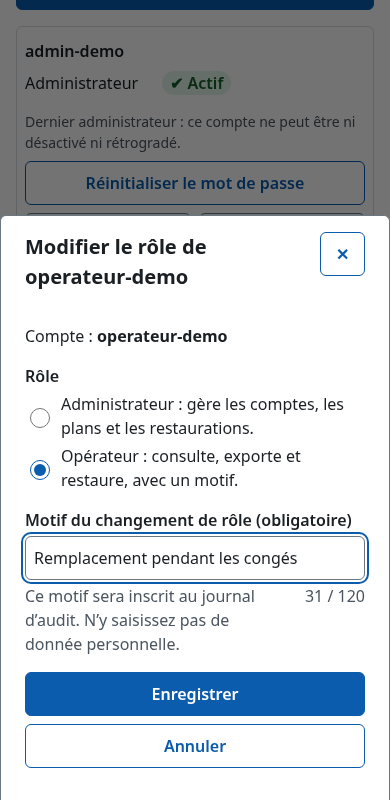 admin-demo
Administrateur
✔ Actif
Dernier administrateur : ce compte ne peut être ni
désactivé ni rétrogradé.
Réinitialiser le mot de passe
Modifier le rôle de
operateur-demo
×
Compte : operateur-demo
Rôle
Administrateur : gère les comptes, les
plans et les restaurations.
Opérateur : consulte, exporte et
restaure, avec un motif.
Motif du changement de rôle (obligatoire)
Remplacement pendant les congés
Ce motif sera inscrit au journal
d’audit. N’y saisissez pas de
donnée personnelle.
31 / 120
Enregistrer
Annuler